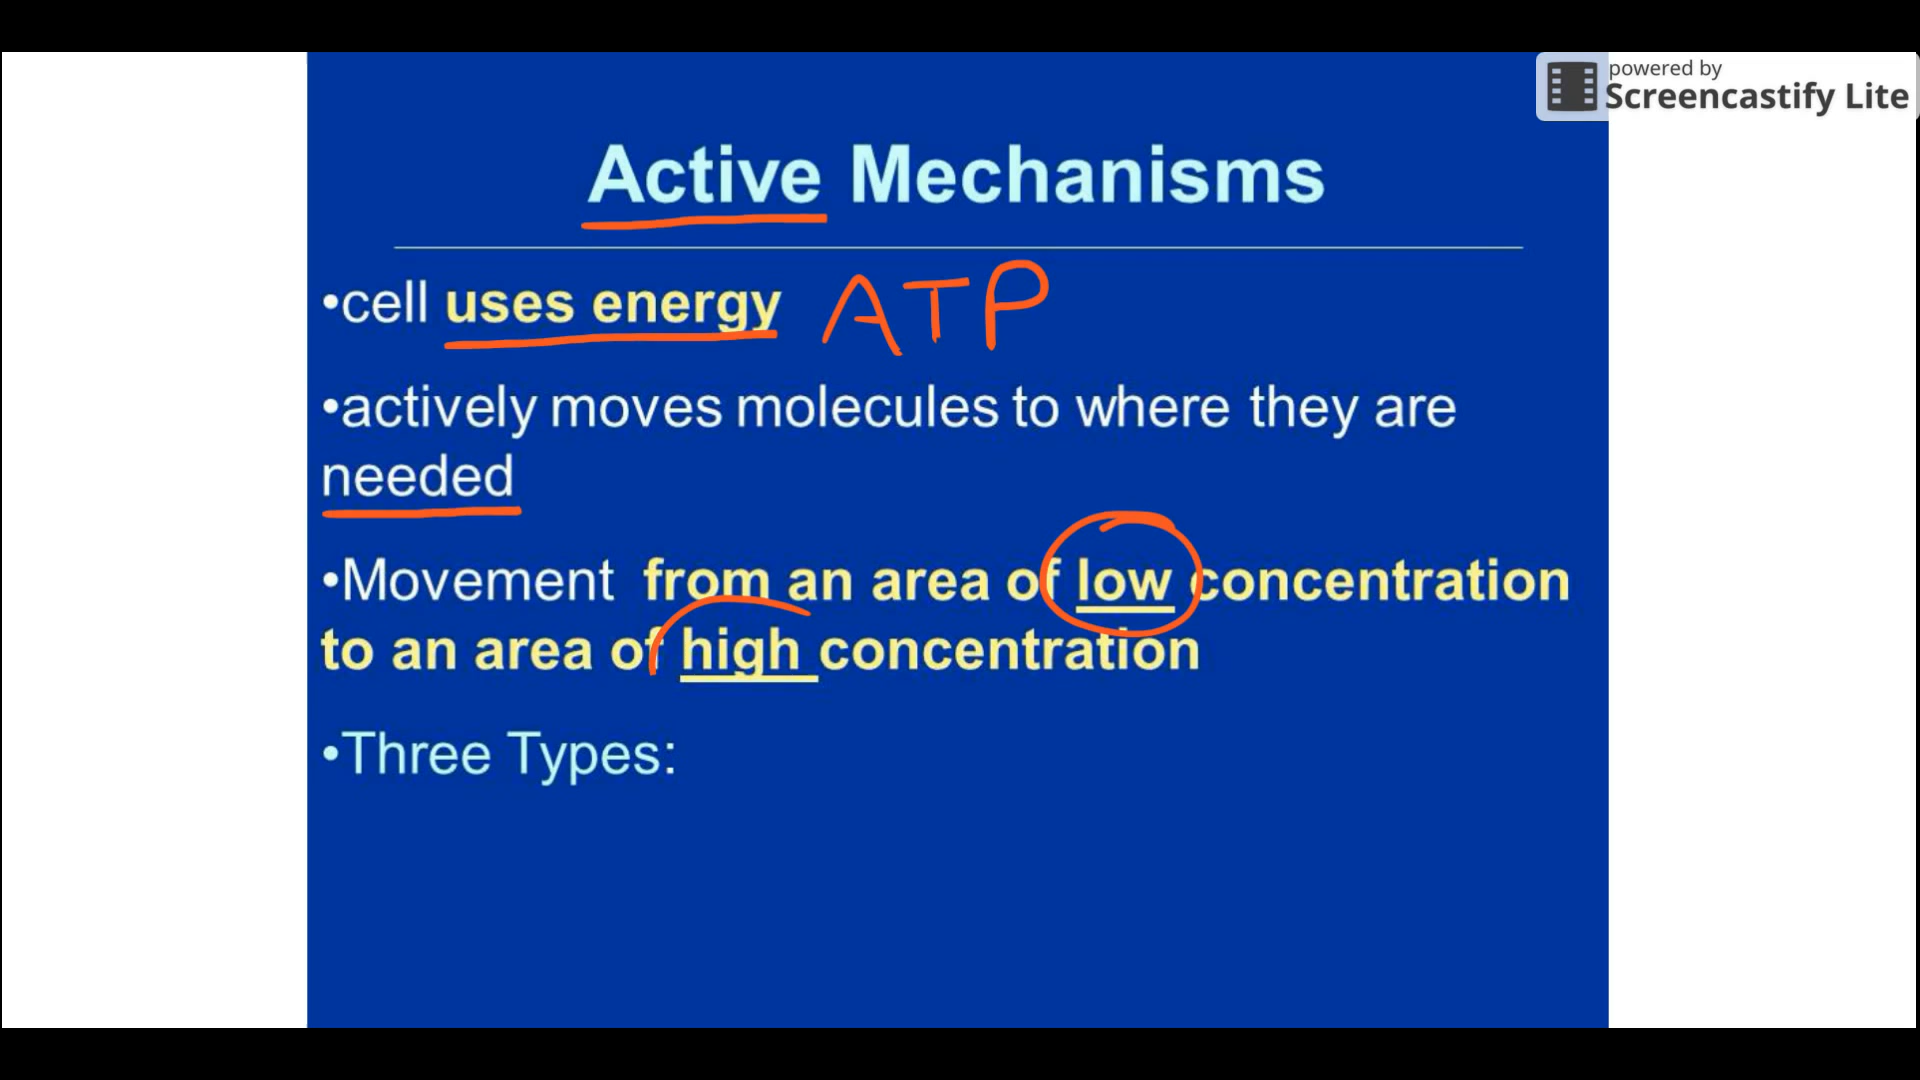 powered by
Screencastify Lite
Active Mechanisms
•cell uses energy ATP
•actively moves molecules to where they are
needed
•Movement from an area of low concentration
to an area of high concentration
•Three Types: